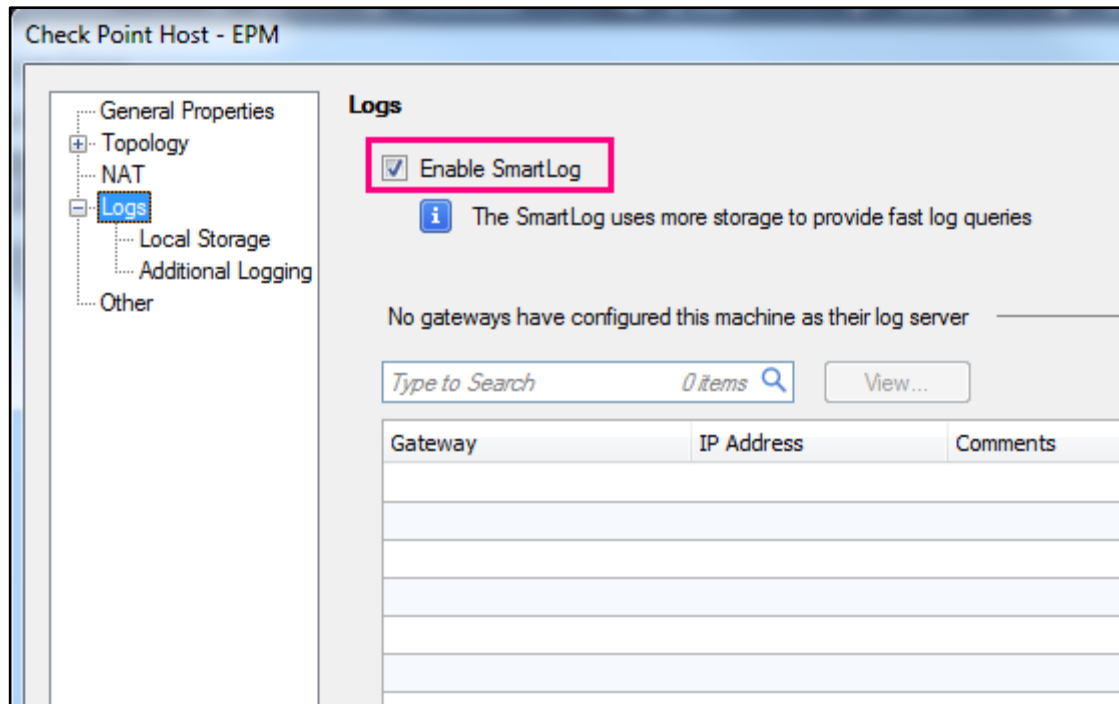 Check Point Host - EPM
General Properties
Topology
NAT
Logs
Local Storage
Additional Logging
Other
Logs
Enable SmartLog
The SmartLog uses more storage to provide fast log queries
No gateways have configured this machine as their log server
Type to Search 0 items View...
Gateway IP Address Comments